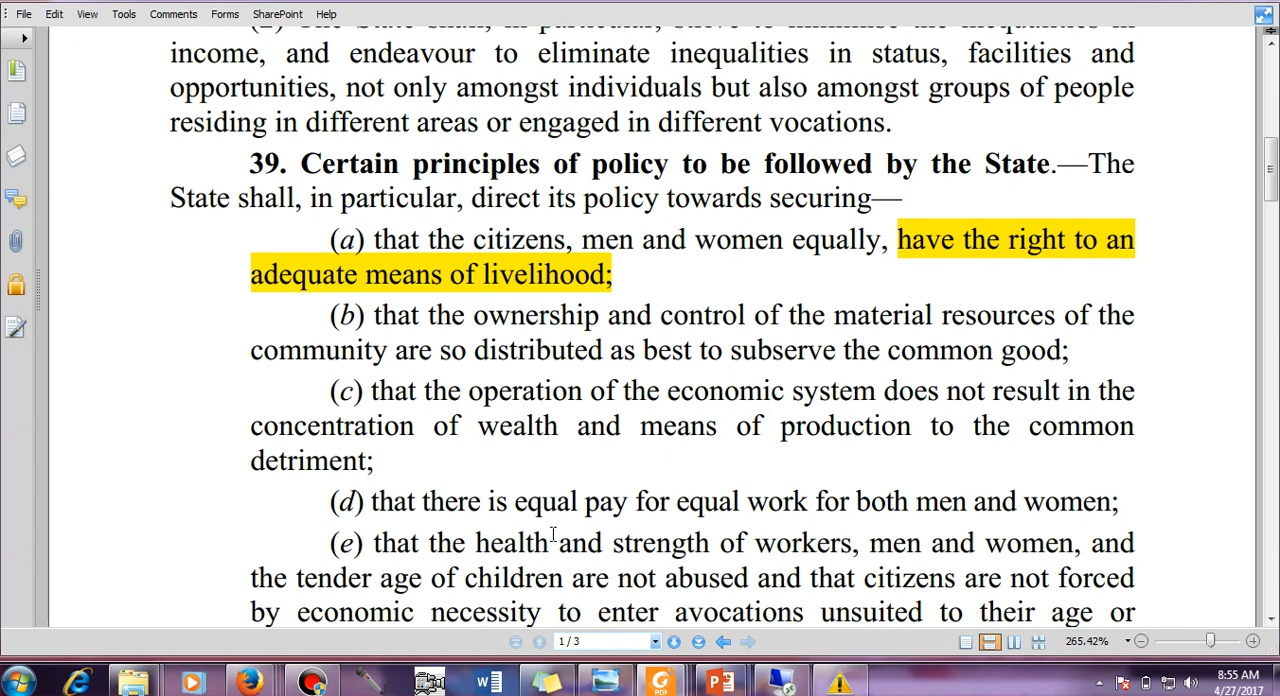 File Edit View Tools Comments Forms SharePoint Help
income, and endeavour to eliminate inequalities in status, facilities and
opportunities, not only amongst individuals but also amongst groups of people
residing in different areas or engaged in different vocations.
39. Certain principles of policy to be followed by the State.—The
State shall, in particular, direct its policy towards securing—
(a) that the citizens, men and women equally, have the right to an
adequate means of livelihood;
(b) that the ownership and control of the material resources of the
community are so distributed as best to subserve the common good;
(c) that the operation of the economic system does not result in the
concentration of wealth and means of production to the common
detriment;
(d) that there is equal pay for equal work for both men and women;
(e) that the health and strength of workers, men and women, and
the tender age of children are not abused and that citizens are not forced
by economic necessity to enter avocations unsuited to their age or
1 / 3 265.42%
PDF
8:55 AM
4/27/2017